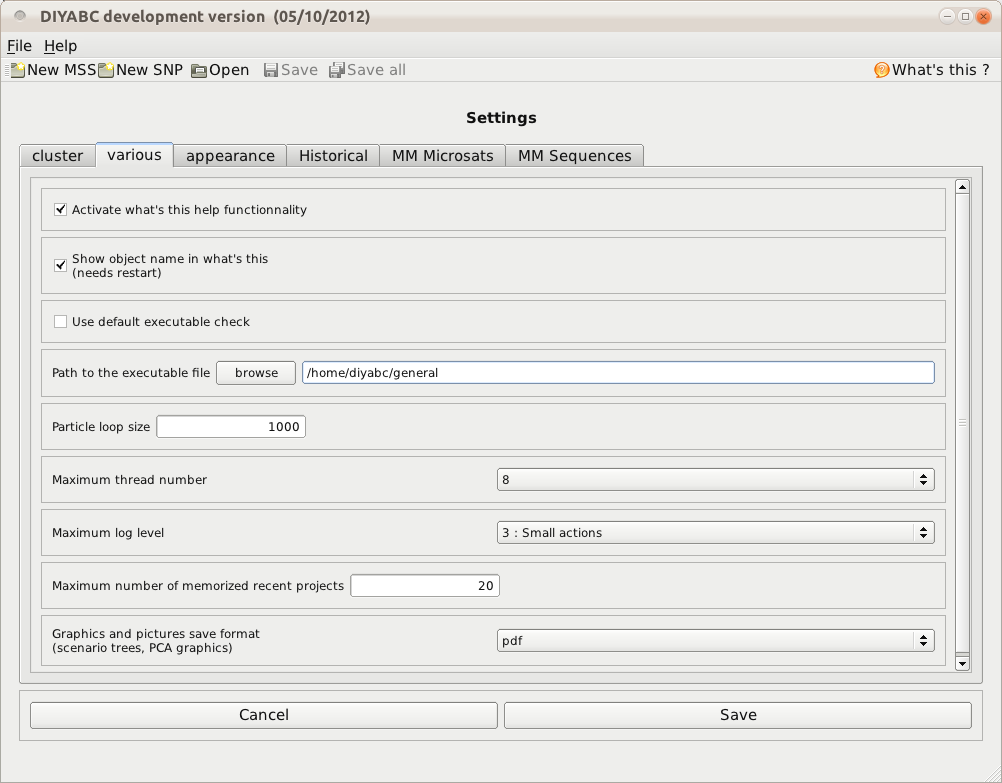 DIYABC development version (05/10/2012)
File Help
New MSS New SNP Open Save Save all What's this ?
Settings
cluster various appearance Historical MM Microsats MM Sequences
Activate what's this help functionnality
Show object name in what's this
(needs restart)
Use default executable check
Path to the executable file browse /home/diyabc/general
Particle loop size 1000
Maximum thread number 8
Maximum log level 3 : Small actions
Maximum number of memorized recent projects 20
Graphics and pictures save format
(scenario trees, PCA graphics) pdf
Cancel Save